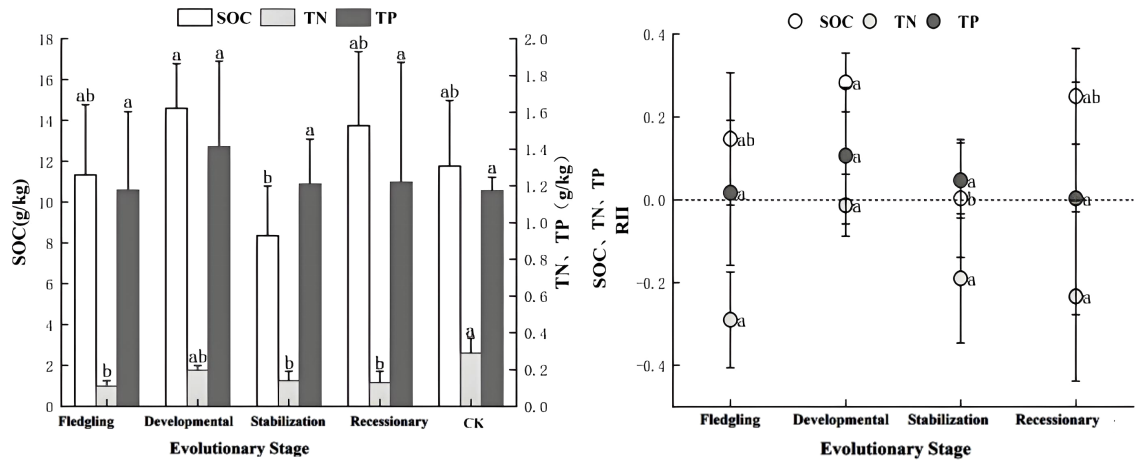 SOC TN TP
18
16
14
12
10
8
6
4
2
0
SOC(g/kg)
2.0
1.8
1.6
1.4
1.2
1.0
0.8
0.6
0.4
0.2
0.0
TN、TP（g/kg）
ab a a a ab a ab a
b a a
b ab b b a
Fledgling Developmental Stabilization Recessionary CK
Evolutionary Stage
SOC TN TP
0.4
0.2
0.0
-0.2
-0.4
SOC、TN、TP
RII
ab a ab
a a a a
a b
a a a
Fledgling Developmental Stabilization Recessionary
Evolutionary Stage